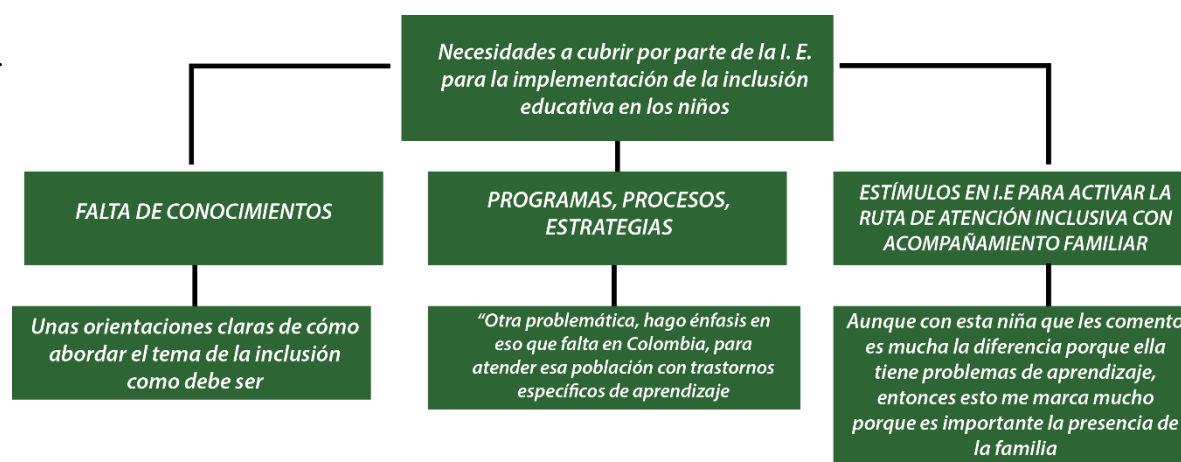 Necesidades a cubrir por parte de la I. E.
para la implementación de la inclusión
educativa en los niños
FALTA DE CONOCIMIENTOS
PROGRAMAS, PROCESOS,
ESTRATEGIAS
ESTÍMULOS EN I.E PARA ACTIVAR LA
RUTA DE ATENCIÓN INCLUSIVA CON
ACOMPAÑAMIENTO FAMILIAR
Unas orientaciones claras de cómo
abordar el tema de la inclusión
como debe ser
“Otra problemática, hago énfasis en
eso que falta en Colombia, para
atender esa población con trastornos
específicos de aprendizaje
Aunque con esta niña que les comento
es mucha la diferencia porque ella
tiene problemas de aprendizaje,
entonces esto me marca mucho
porque es importante la presencia de
la familia